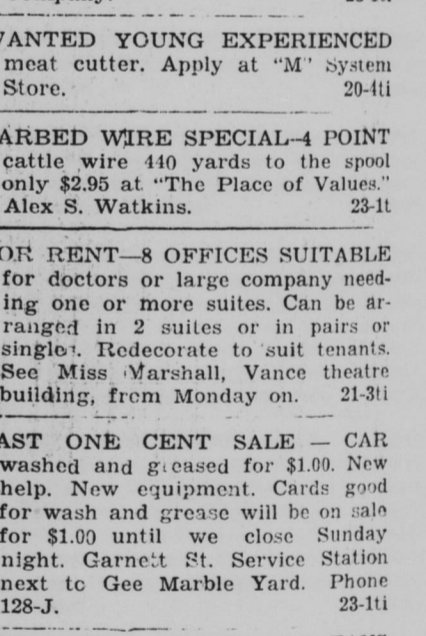 VANTED YOUNG EXPERIENCED
meat cutter. Apply at "M" System
Store. 20-4ti
ARBED WIRE SPECIAL—4 POINT
cattle wire 440 yards to the spool
only $2.95 at "The Place of Values."
Alex S. Watkins. 23-1t
OR RENT—8 OFFICES SUITABLE
for doctors or large company need-
ing one or more suites. Can be ar-
ranged in 2 suites or in pairs or
single. Redecorate to suit tenants.
See Miss Marshall, Vance theatre
building, from Monday on. 21-3ti
AST ONE CENT SALE — CAR
washed and greased for $1.00. New
help. New equipment. Cards good
for wash and grease will be on sale
for $1.00 until we close Sunday
night. Garnett St. Service Station
next to Gee Marble Yard. Phone
128-J. 23-1ti